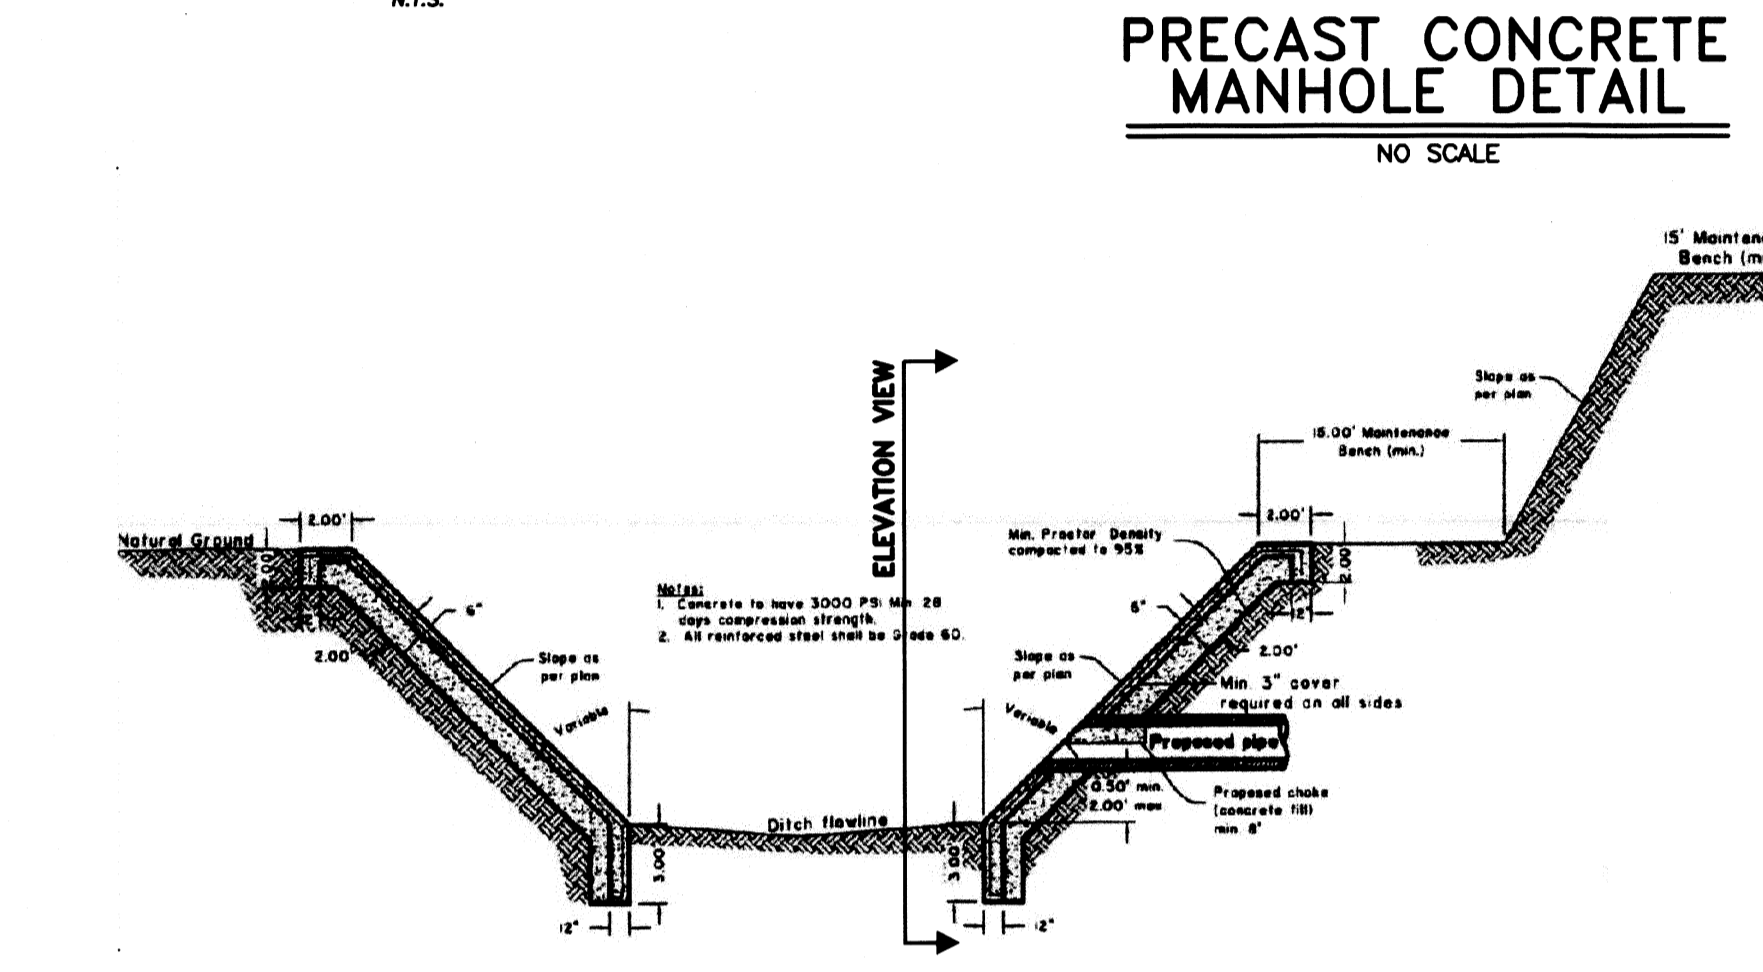 N.T.S.
PRECAST CONCRETE
MANHOLE DETAIL
NO SCALE
15' Mainten
Bench (m
Slope as
per plan
15.00' Maintenance
Bench (min.)
ELEVATION VIEW
2.00'
Natural Ground
2.00'
6"
2.00
Slope as
per plan
Variable
Notes:
1. Concrete to have 3000 PSI Min 28
days compression strength.
2. All reinforced steel shall be Grade 60.
2.00'
Min. Proctor Density
compacted to 95%
2.00'
6"
2.00'
Slope as
per plan
Min. 3" cover
required on all sides
Variable
Proposed pipe
0.50' min.
2.00' max
Proposed choke
(concrete fill)
min. 8"
Ditch flowline
3.00'
3.00'
12"
12"